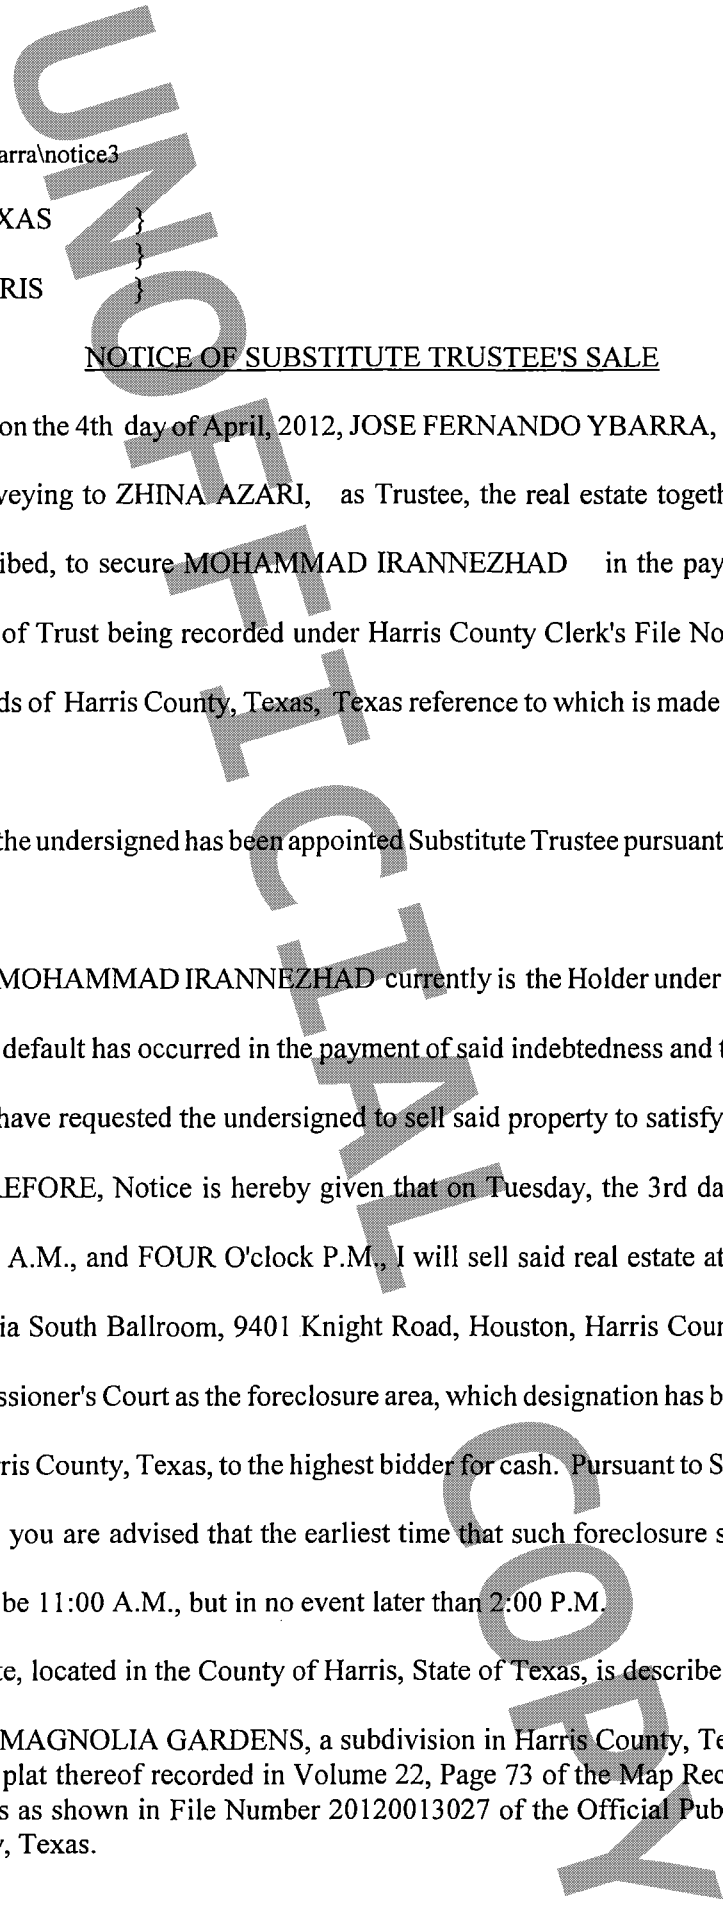 arra\notice3
XAS }
}
RIS }
NOTICE OF SUBSTITUTE TRUSTEE'S SALE
on the 4th day of April, 2012, JOSE FERNANDO YBARRA,
veying to ZHINA AZARI, as Trustee, the real estate togeth
ibed, to secure MOHAMMAD IRANNEZHAD in the pay
of Trust being recorded under Harris County Clerk's File No
ds of Harris County, Texas, Texas reference to which is made
the undersigned has been appointed Substitute Trustee pursuant
MOHAMMAD IRANNEZHAD currently is the Holder under
default has occurred in the payment of said indebtedness and t
have requested the undersigned to sell said property to satisfy
EFORE, Notice is hereby given that on Tuesday, the 3rd da
A.M., and FOUR O'clock P.M., I will sell said real estate at
ia South Ballroom, 9401 Knight Road, Houston, Harris Coun
ssioner's Court as the foreclosure area, which designation has b
ris County, Texas, to the highest bidder for cash. Pursuant to S
you are advised that the earliest time that such foreclosure s
be 11:00 A.M., but in no event later than 2:00 P.M.
te, located in the County of Harris, State of Texas, is describe
MAGNOLIA GARDENS, a subdivision in Harris County, Te
plat thereof recorded in Volume 22, Page 73 of the Map Rec
s as shown in File Number 20120013027 of the Official Pub
y, Texas.
UNOFFICIAL COPY